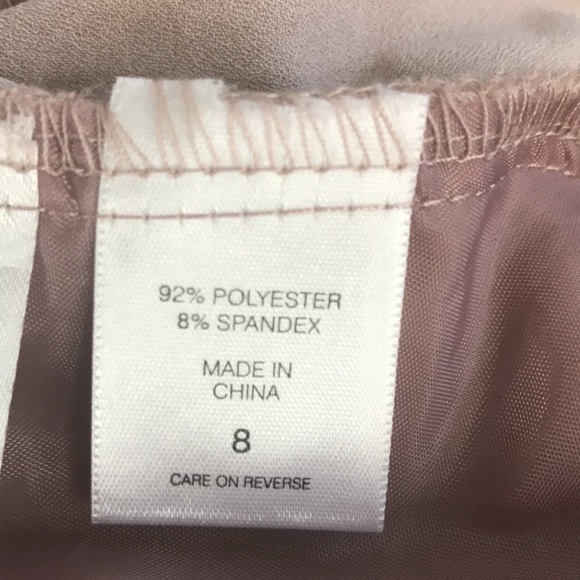 92% POLYESTER
8% SPANDEX
MADE IN
CHINA
8
CARE ON REVERSE